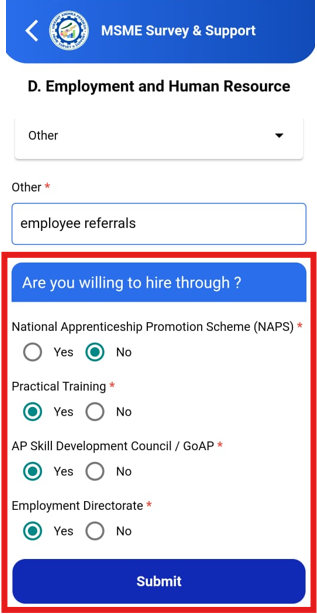 MSME Survey & Support
D. Employment and Human Resource
Other
Other *
employee referrals
Are you willing to hire through ?
National Apprenticeship Promotion Scheme (NAPS) *
Yes No
Practical Training *
Yes No
AP Skill Development Council / GoAP *
Yes No
Employment Directorate *
Yes No
Submit